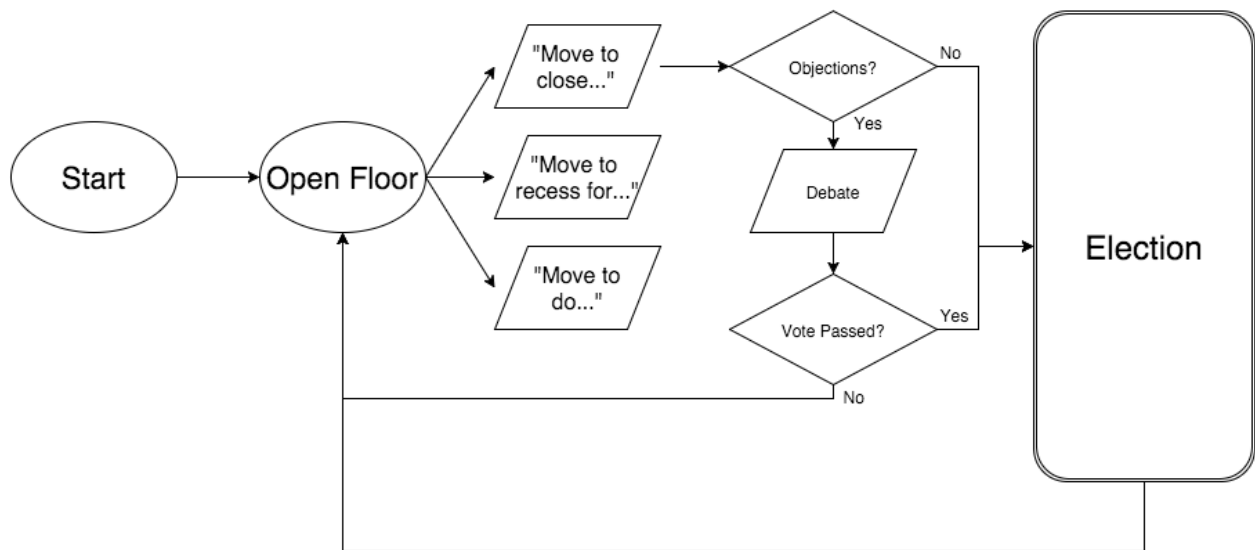 Start
Open Floor
"Move to
close..."
"Move to
recess for..."
"Move to
do..."
Objections?
No
Yes
Debate
Vote Passed?
Yes
No
Election